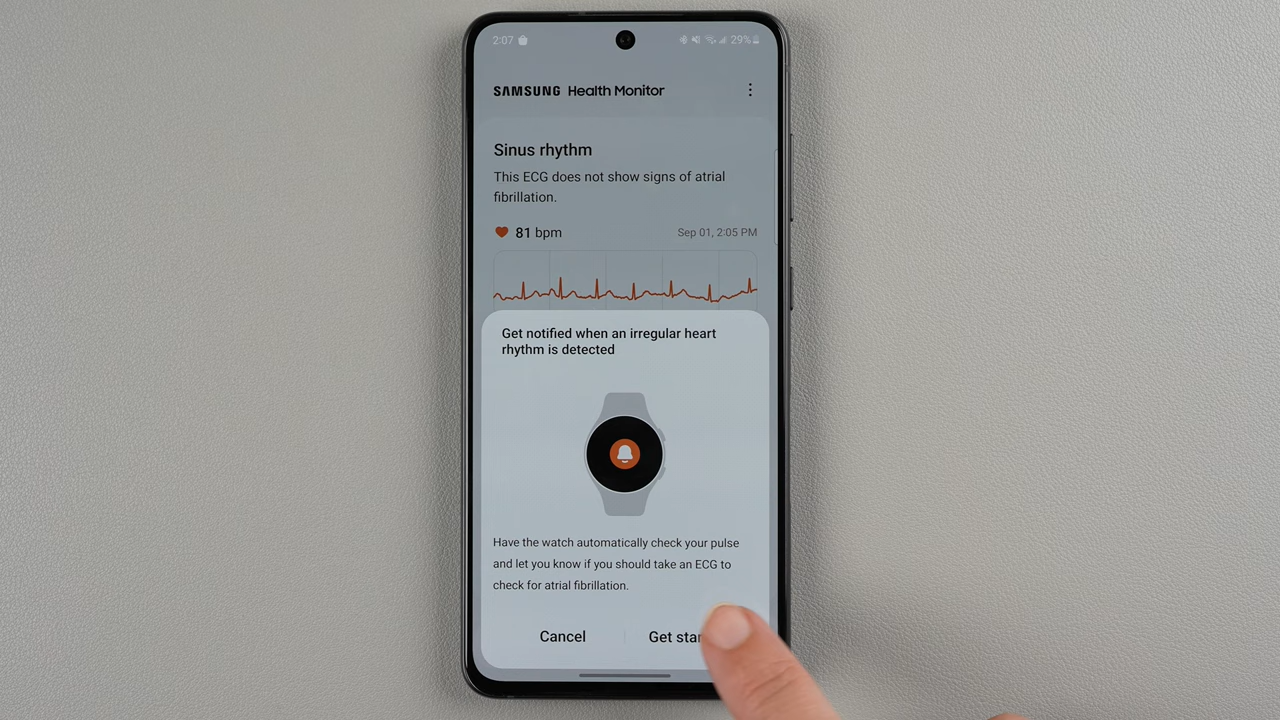 2:07 29%
SAMSUNG Health Monitor
Sinus rhythm
This ECG does not show signs of atrial
fibrillation.
81 bpm Sep 01, 2:05 PM
Get notified when an irregular heart
rhythm is detected
Have the watch automatically check your pulse
and let you know if you should take an ECG to
check for atrial fibrillation.
Cancel Get